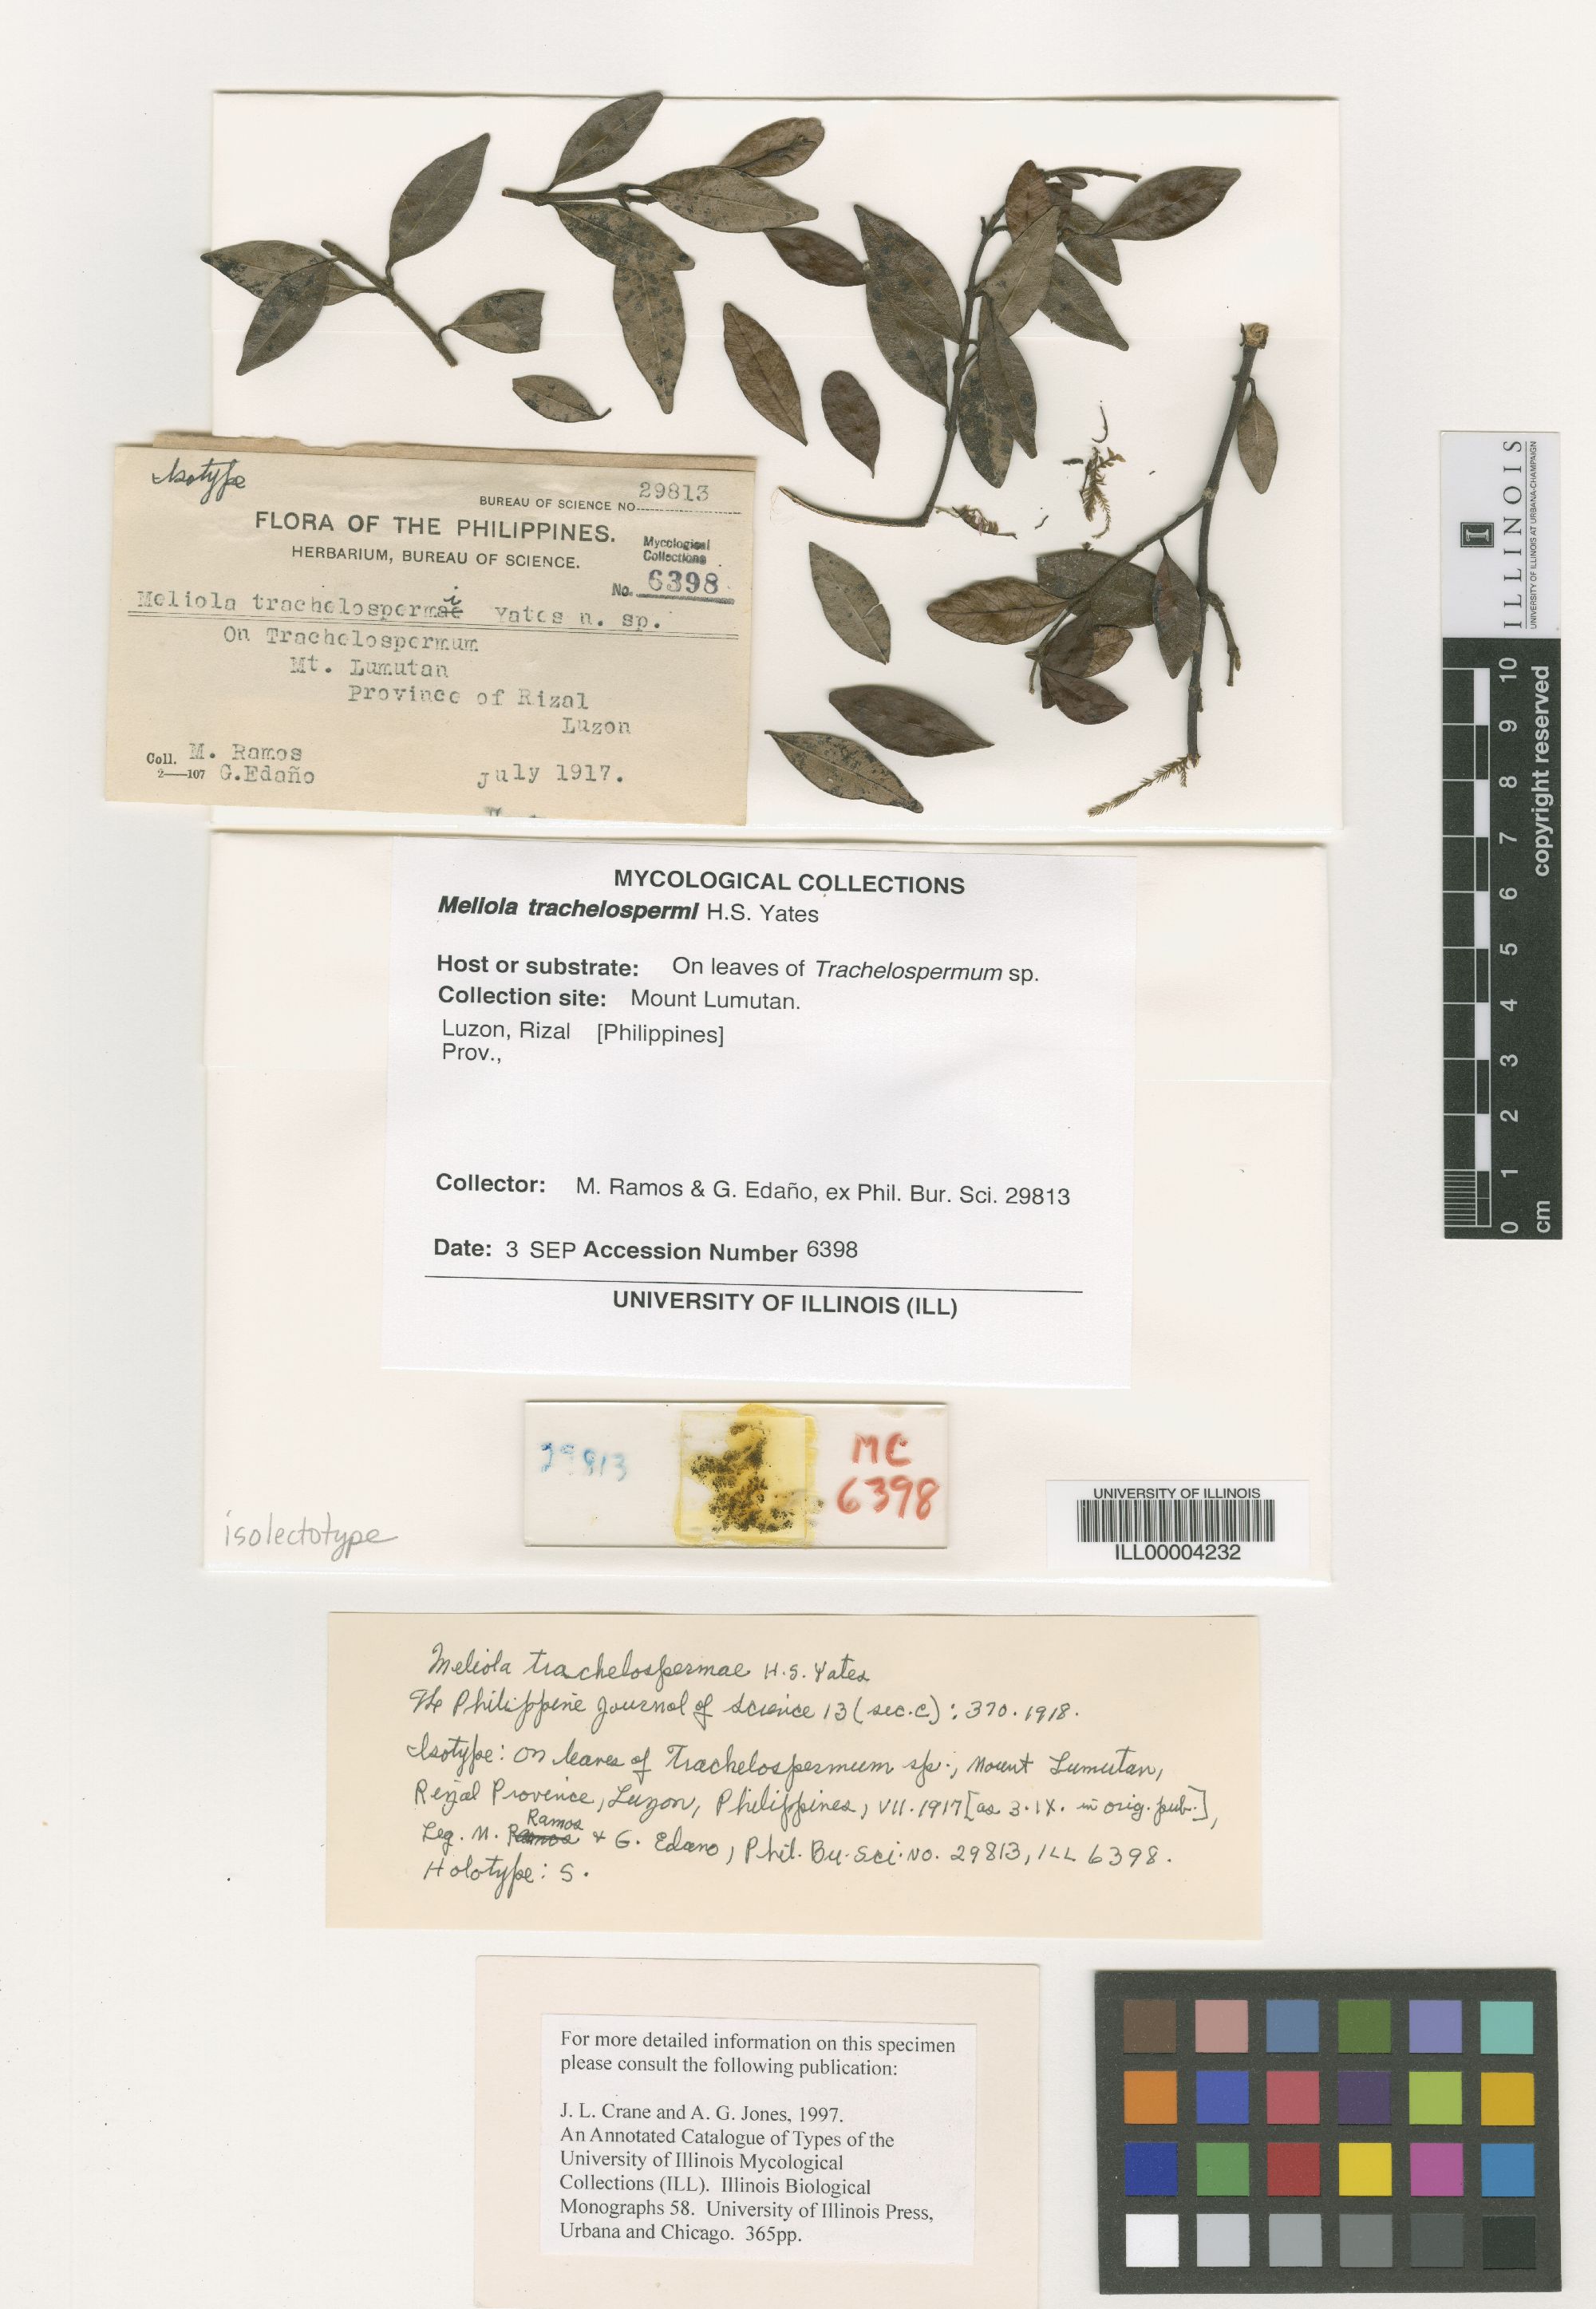 Isotype
BUREAU OF SCIENCE NO. 29813
FLORA OF THE PHILIPPINES.
HERBARIUM, BUREAU OF SCIENCE.
Mycological
Collections
No. 6398
Meliola trachelospermae i Yates n. sp.
On Trachelospermum
Mt. Lumutan
Province of Rizal
Luzon
Coll. M. Ramos
2—107 G.Edaño
July 1917.
MYCOLOGICAL COLLECTIONS
Meliola trachelospermI H.S. Yates
Host or substrate: On leaves of Trachelospermum sp.
Collection site: Mount Lumutan.
Luzon, Rizal [Philippines]
Prov.,
Collector: M. Ramos & G. Edaño, ex Phil. Bur. Sci. 29813
Date: 3 SEP Accession Number 6398
UNIVERSITY OF ILLINOIS (ILL)
29813
MC
6398
isolectotype
UNIVERSITY OF ILLINOIS
ILL00004232
Meliola trachelospermae H.S. Yates
The Philippine Journal of Science 13 (sec.C): 370. 1918.
Isotype: on leaves of Trachelospermum sp., Mount Lumutan,
Rizal Province, Luzon, Philippines, VII. 1917 [as 3.IX. in orig. pub.],
Leg. M. Ramos Ramos & G. Edano, Phil. Bu. Sci. No. 29813, ILL 6398.
Holotype: S.
For more detailed information on this specimen
please consult the following publication:
J. L. Crane and A. G. Jones, 1997.
An Annotated Catalogue of Types of the
University of Illinois Mycological
Collections (ILL). Illinois Biological
Monographs 58. University of Illinois Press,
Urbana and Chicago. 365pp.
ILLINOIS
UNIVERSITY OF ILLINOIS AT URBANA-CHAMPAIGN
copyright reserved
10 9 8 7 6 5 4 3 2 1 0
cm